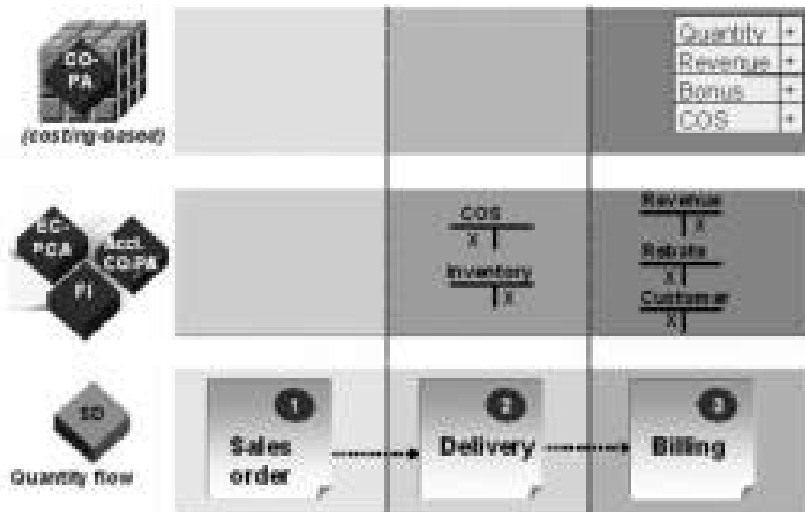 CO-
PA
(costing-based)
Quantity +
Revenue +
Bonus +
COS +
EC-
PCA
Acct.
CO-PA
FI
COS
X
Inventory
X
Revenue
X
Rebate
X
Customer
X
SD
Quantity flow
1
Sales
order
2
Delivery
3
Billing